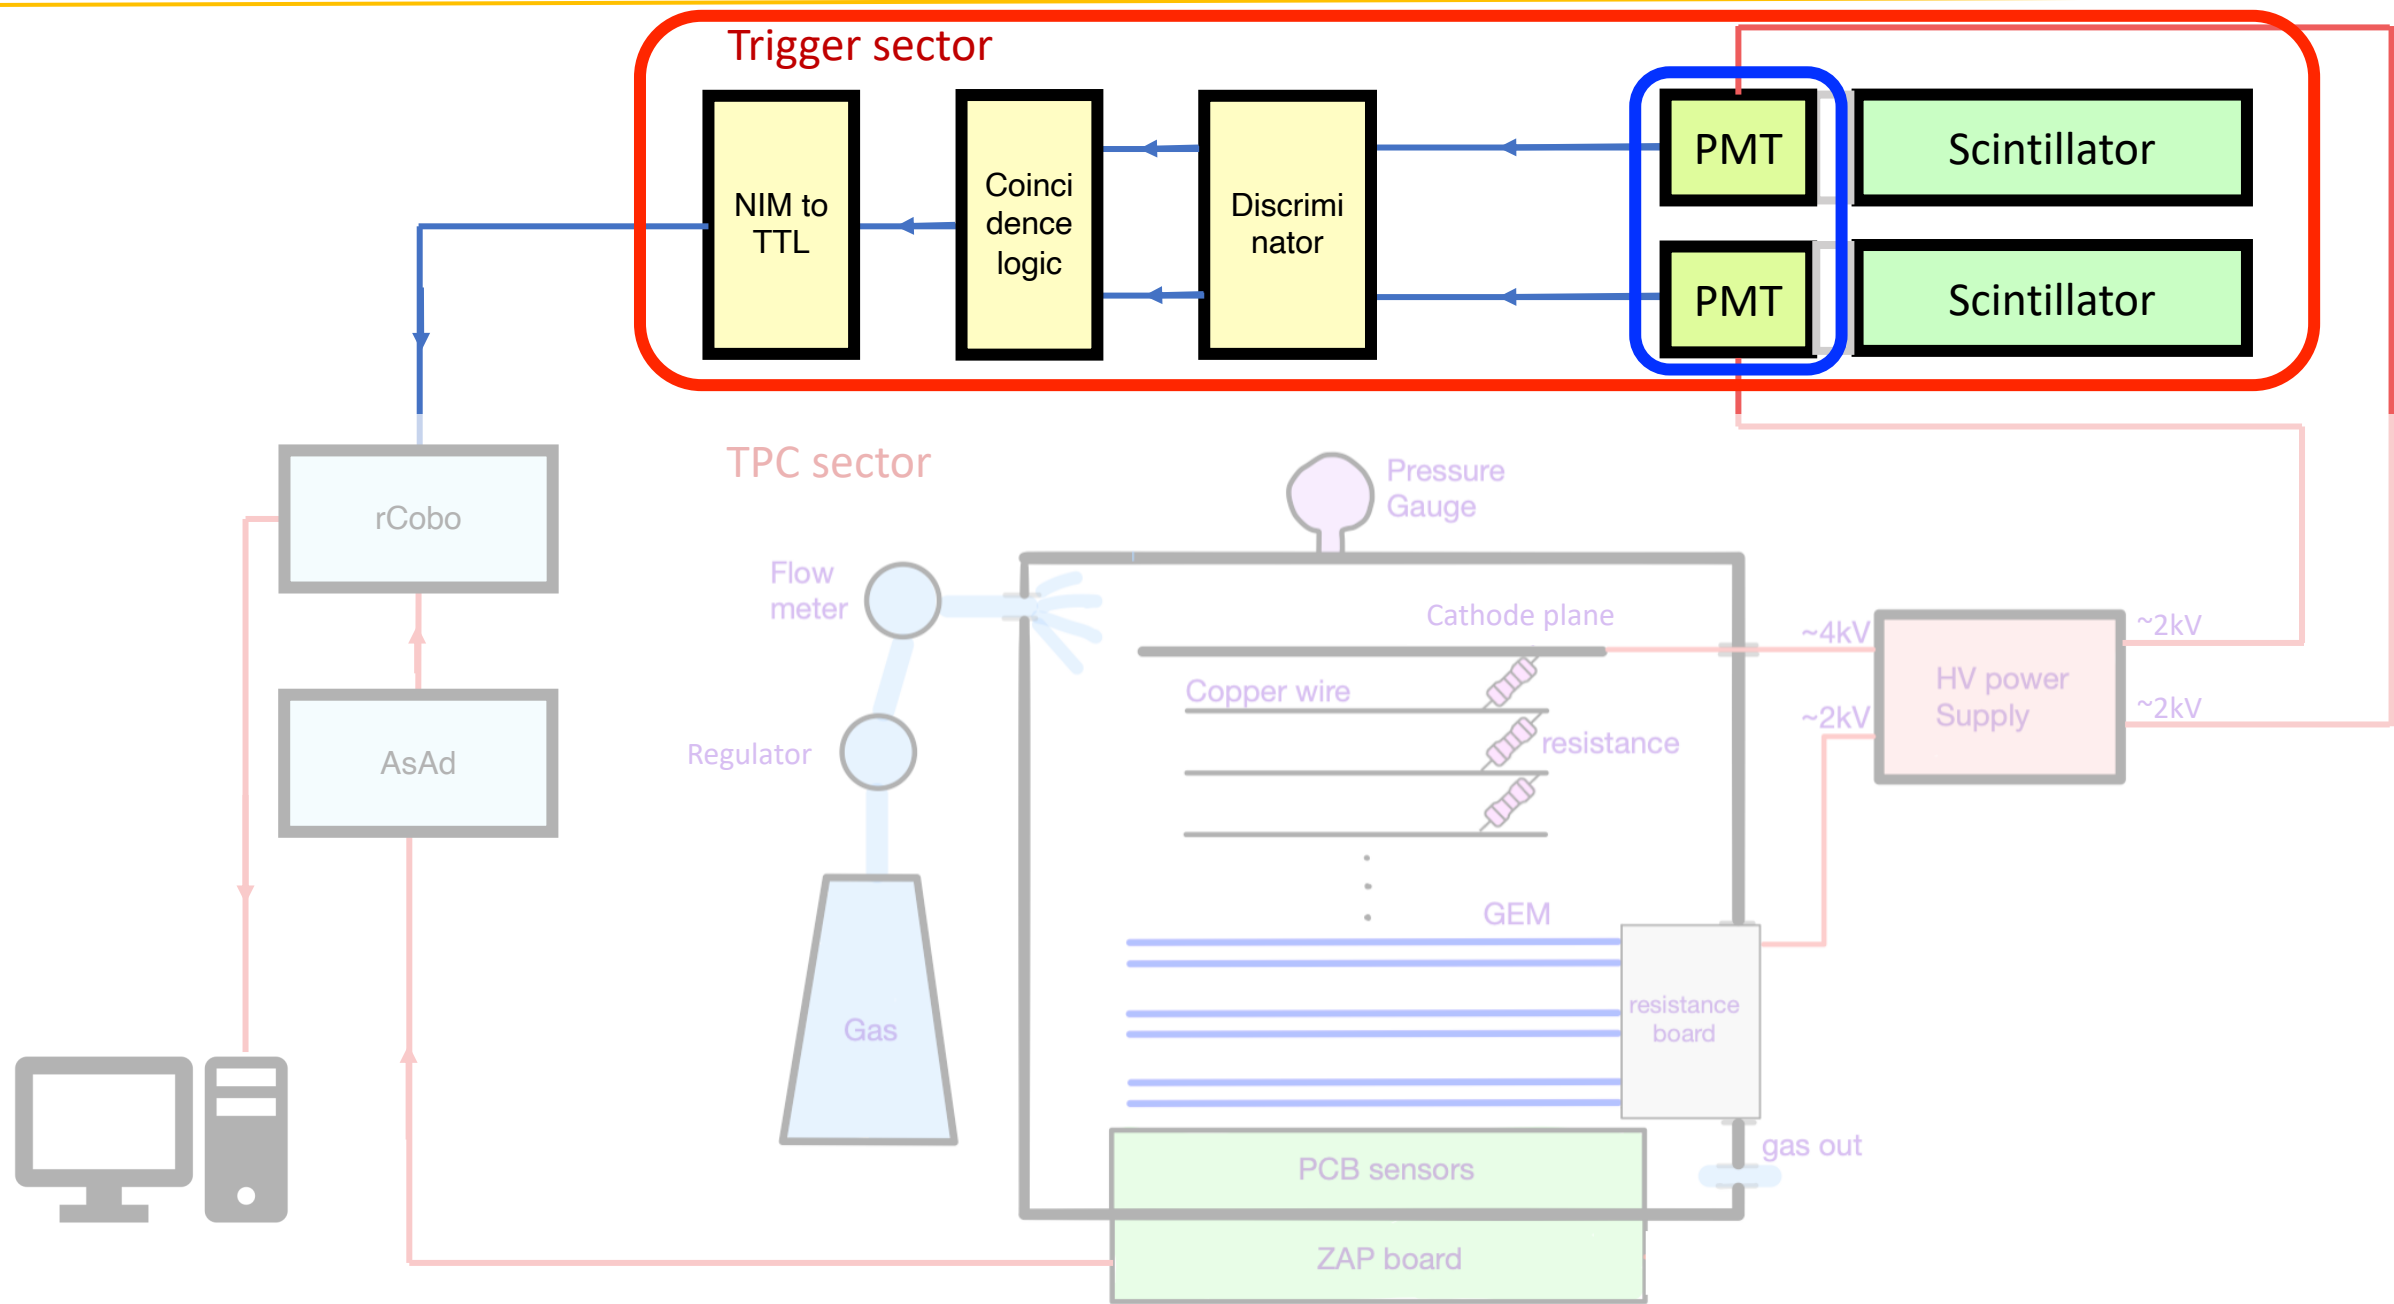 Trigger sector
NIM to
TTL
Coinci
dence
logic
Discrimi
nator
PMT
Scintillator
PMT
Scintillator
TPC sector
rCobo
AsAd
Pressure
Gauge
Flow
meter
Regulator
Gas
Cathode plane
Copper wire
resistance
~4kV
~2kV
HV power
Supply
~2kV
~2kV
GEM
resistance
board
gas out
PCB sensors
ZAP board